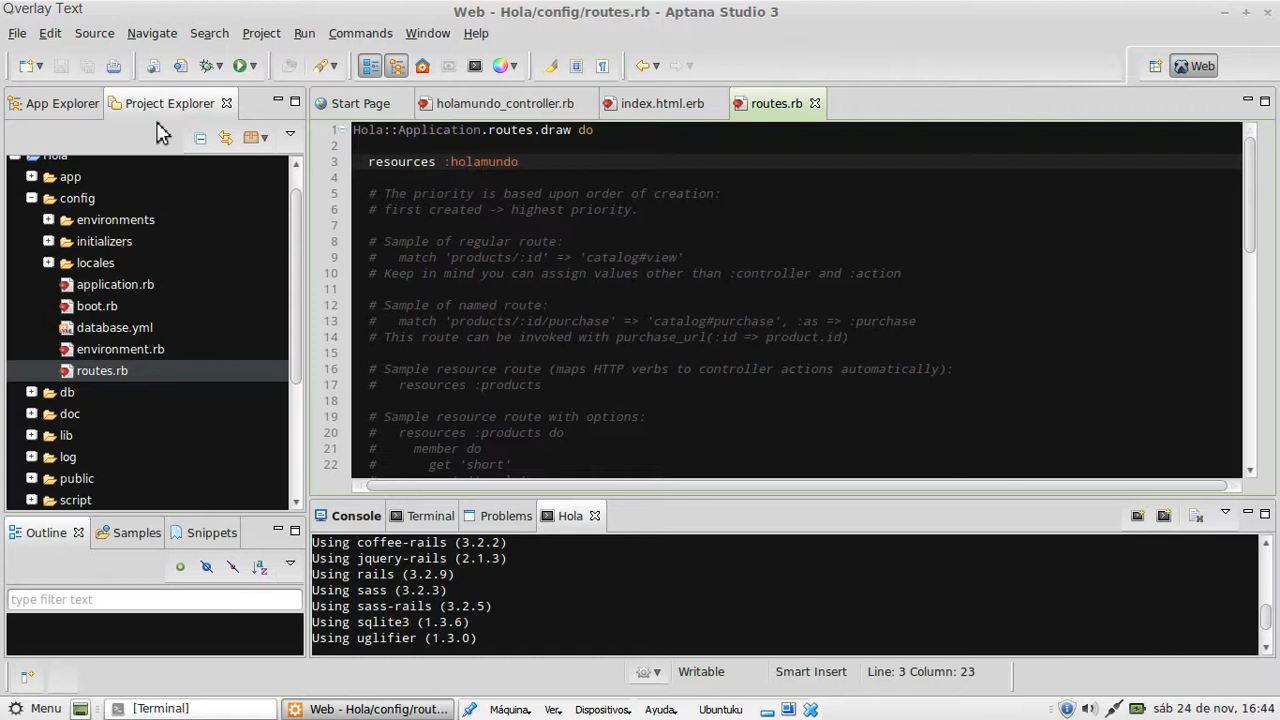 Qverlay Text
Web - Hola/config/routes.rb - Aptana Studio 3
File Edit Source Navigate Search Project Run Commands Window Help
Web
App Explorer Project Explorer
Start Page holamundo_controller.rb index.html.erb routes.rb
Hola
app
config
environments
initializers
locales
application.rb
boot.rb
database.yml
environment.rb
routes.rb
db
doc
lib
log
public
script
1 Hola::Application.routes.draw do
2
3 resources :holamundo
4
5 # The priority is based upon order of creation:
6 # first created -> highest priority.
7
8 # Sample of regular route:
9 # match 'products/:id' => 'catalog#view'
10 # Keep in mind you can assign values other than :controller and :action
11
12 # Sample of named route:
13 # match 'products/:id/purchase' => 'catalog#purchase', :as => :purchase
14 # This route can be invoked with purchase_url(:id => product.id)
15
16 # Sample resource route (maps HTTP verbs to controller actions automatically):
17 # resources :products
18
19 # Sample resource route with options:
20 # resources :products do
21 # member do
22 # get 'short'
Outline Samples Snippets
type filter text
Console Terminal Problems Hola
Using coffee-rails (3.2.2)
Using jquery-rails (2.1.3)
Using rails (3.2.9)
Using sass (3.2.3)
Using sass-rails (3.2.5)
Using sqlite3 (1.3.6)
Using uglifier (1.3.0)
Writable Smart Insert Line: 3 Column: 23
Menu [Terminal] Web - Hola/config/rout... Máquina Ver Dispositivos Ayuda Ubuntuku sáb 24 de nov, 16:44